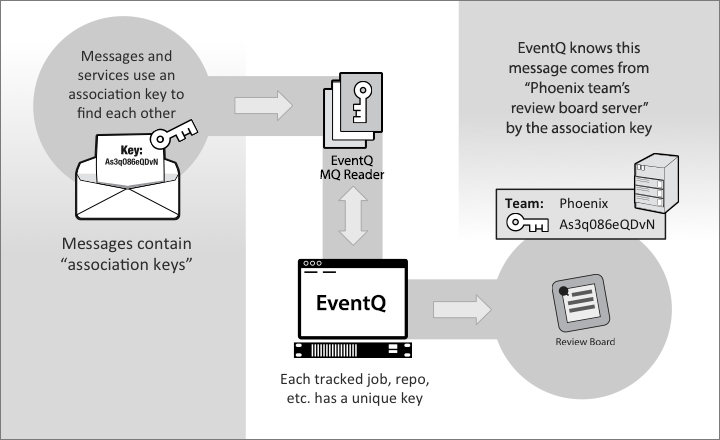 Messages and
services use an
association key to
find each other
Key:
As3q086eQDvN
Messages contain
“association keys”
EventQ
MQ Reader
EventQ
Each tracked job, repo,
etc. has a unique key
EventQ knows this
message comes from
“Phoenix team’s
review board server”
by the association key
Team: Phoenix
As3q086eQDvN
Review Board